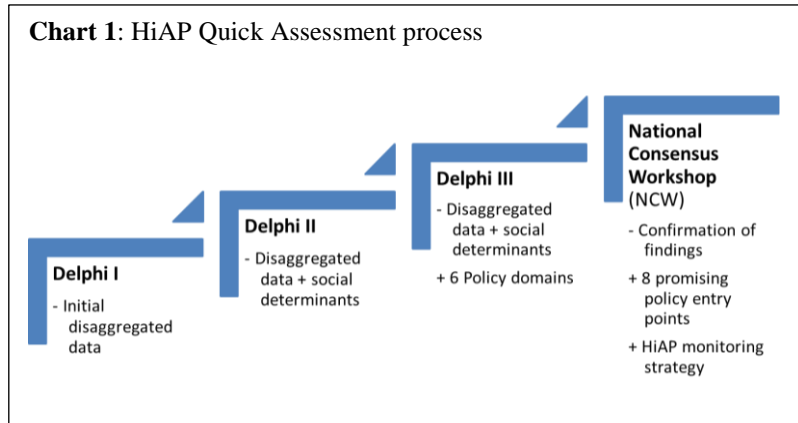 Chart 1: HiAP Quick Assessment process
Delphi I
- Initial
disaggregated
data
Delphi II
- Disaggregated
data + social
determinants
Delphi III
- Disaggregated
data + social
determinants
+ 6 Policy domains
National
Consensus
Workshop
(NCW)
- Confirmation of
findings
+ 8 promising
policy entry
points
+ HiAP monitoring
strategy